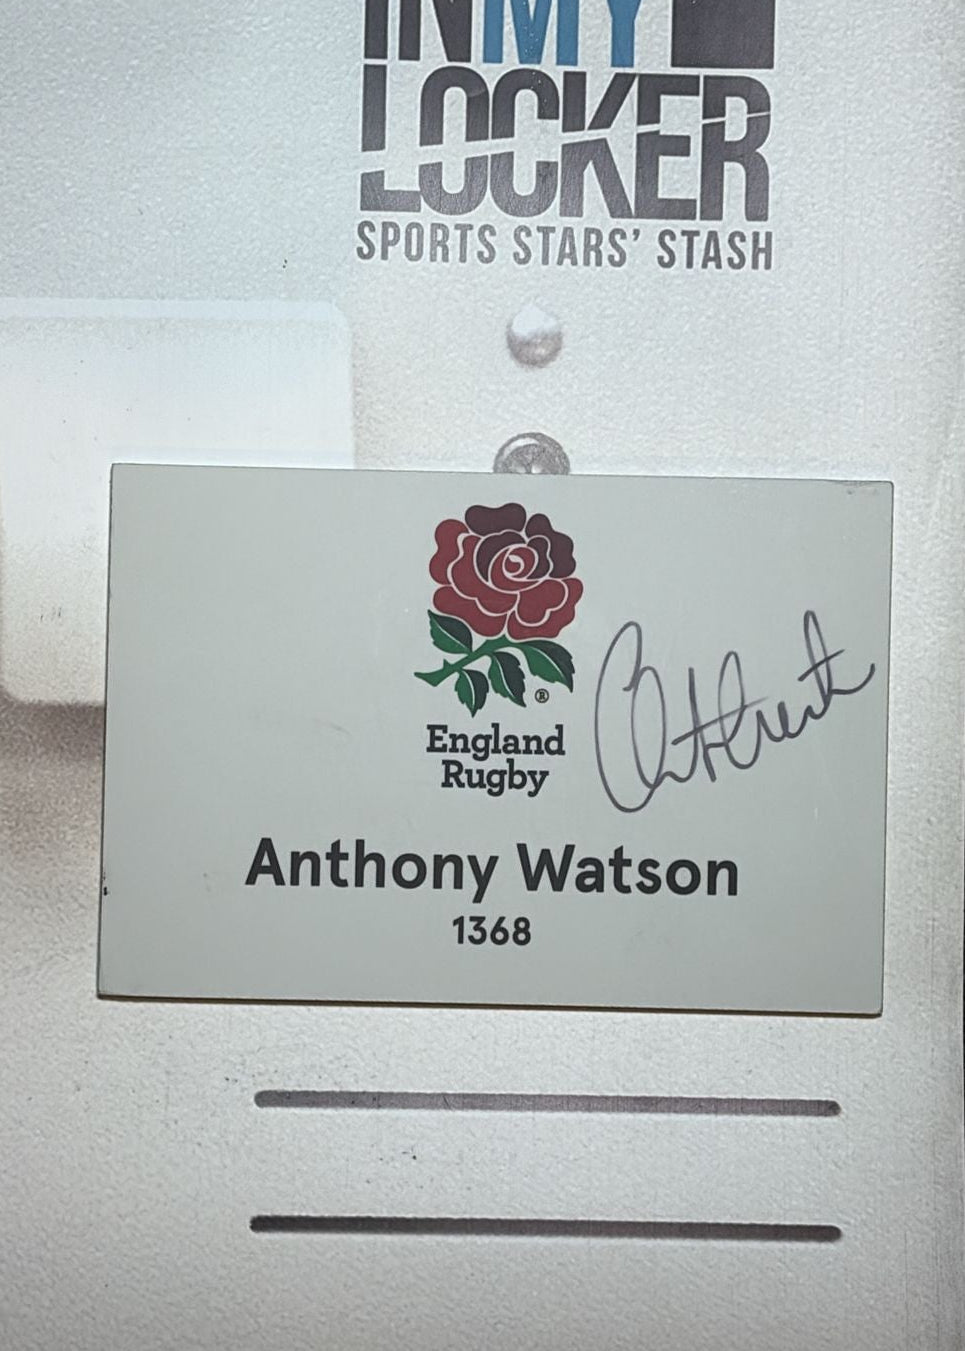 INMY
LOCKER
SPORTS STARS' STASH
®
England
Rugby
Anthony Watson
1368